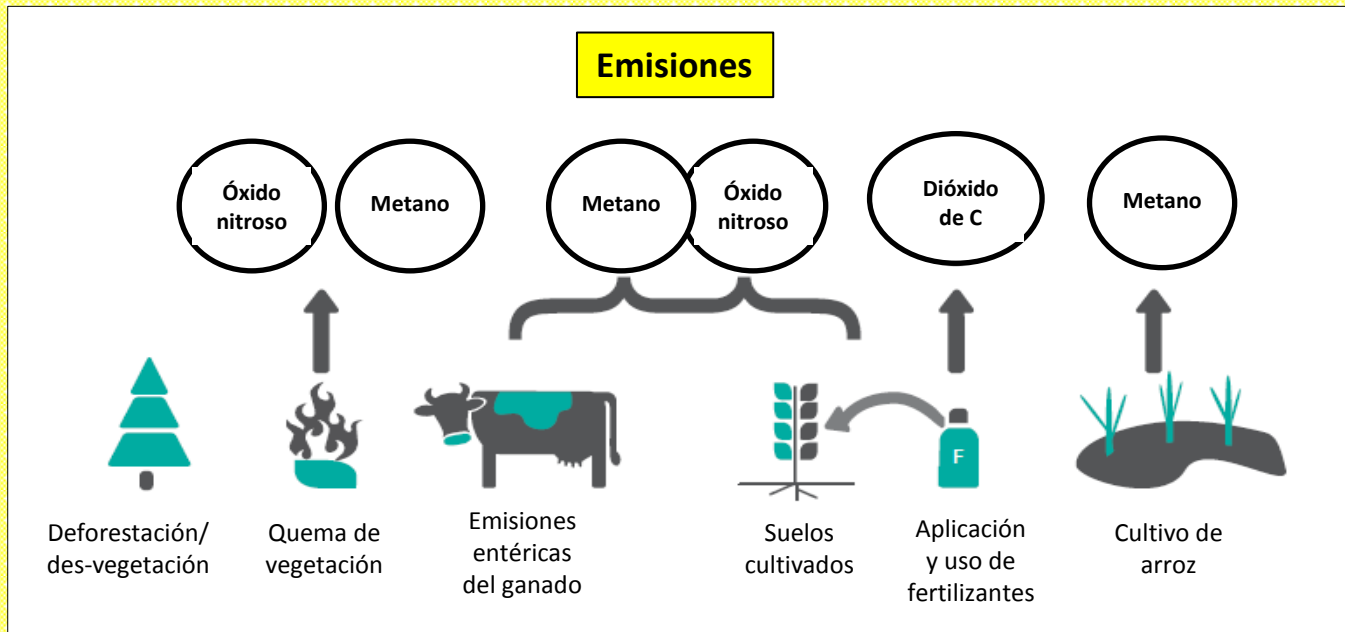 Emisiones
Óxido
nitroso
Metano
Metano
Óxido
nitroso
Dióxido
de C
Metano
F
Deforestación/
des-vegetación
Quema de
vegetación
Emisiones
entéricas
del ganado
Suelos
cultivados
Aplicación
y uso de
fertilizantes
Cultivo de
arroz